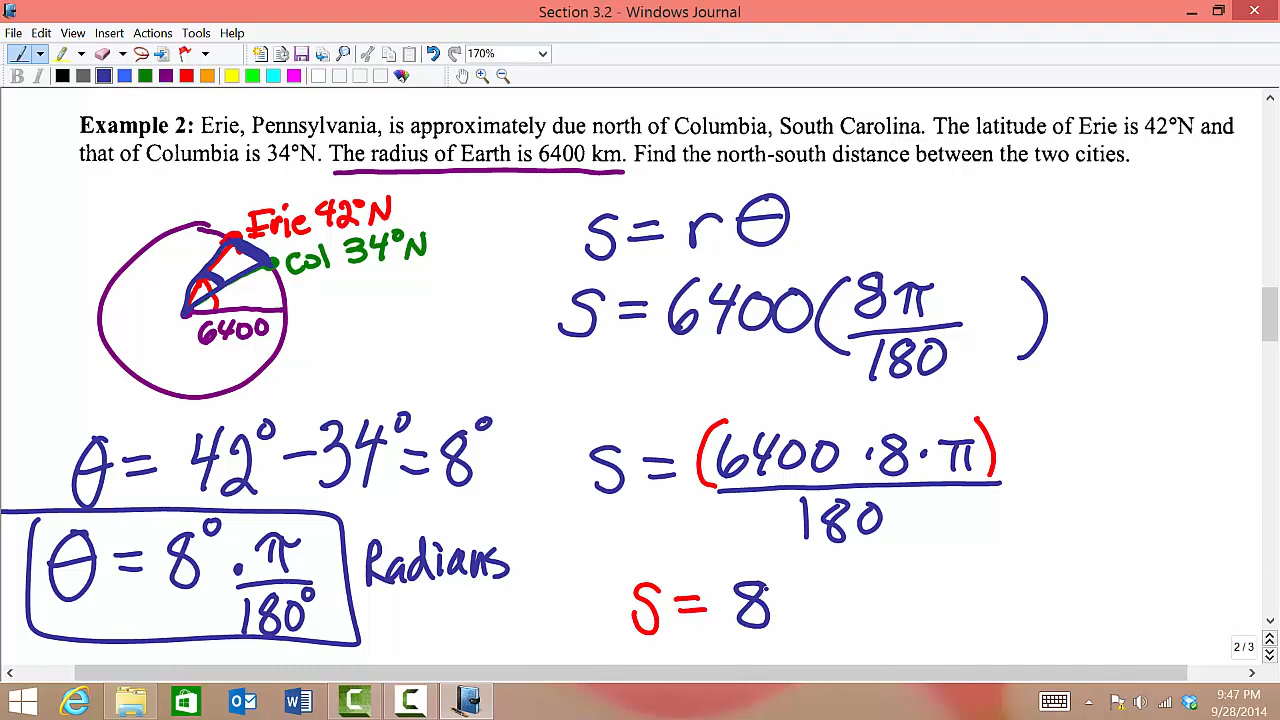 Section 3.2 - Windows Journal
File Edit View Insert Actions Tools Help
170%
B I
Example 2: Erie, Pennsylvania, is approximately due north of Columbia, South Carolina. The latitude of Erie is 42°N and
that of Columbia is 34°N. The radius of Earth is 6400 km. Find the north-south distance between the two cities.
Erie 42°N
Col 34°N
6400
θ = 42° - 34° = 8°
θ = 8° · π / 180°
Radians
S = r θ
S = 6400 ( 8π / 180 )
S = (6400 · 8 · π) / 180
S = 8
2 / 3
W
9:47 PM
9/28/2014